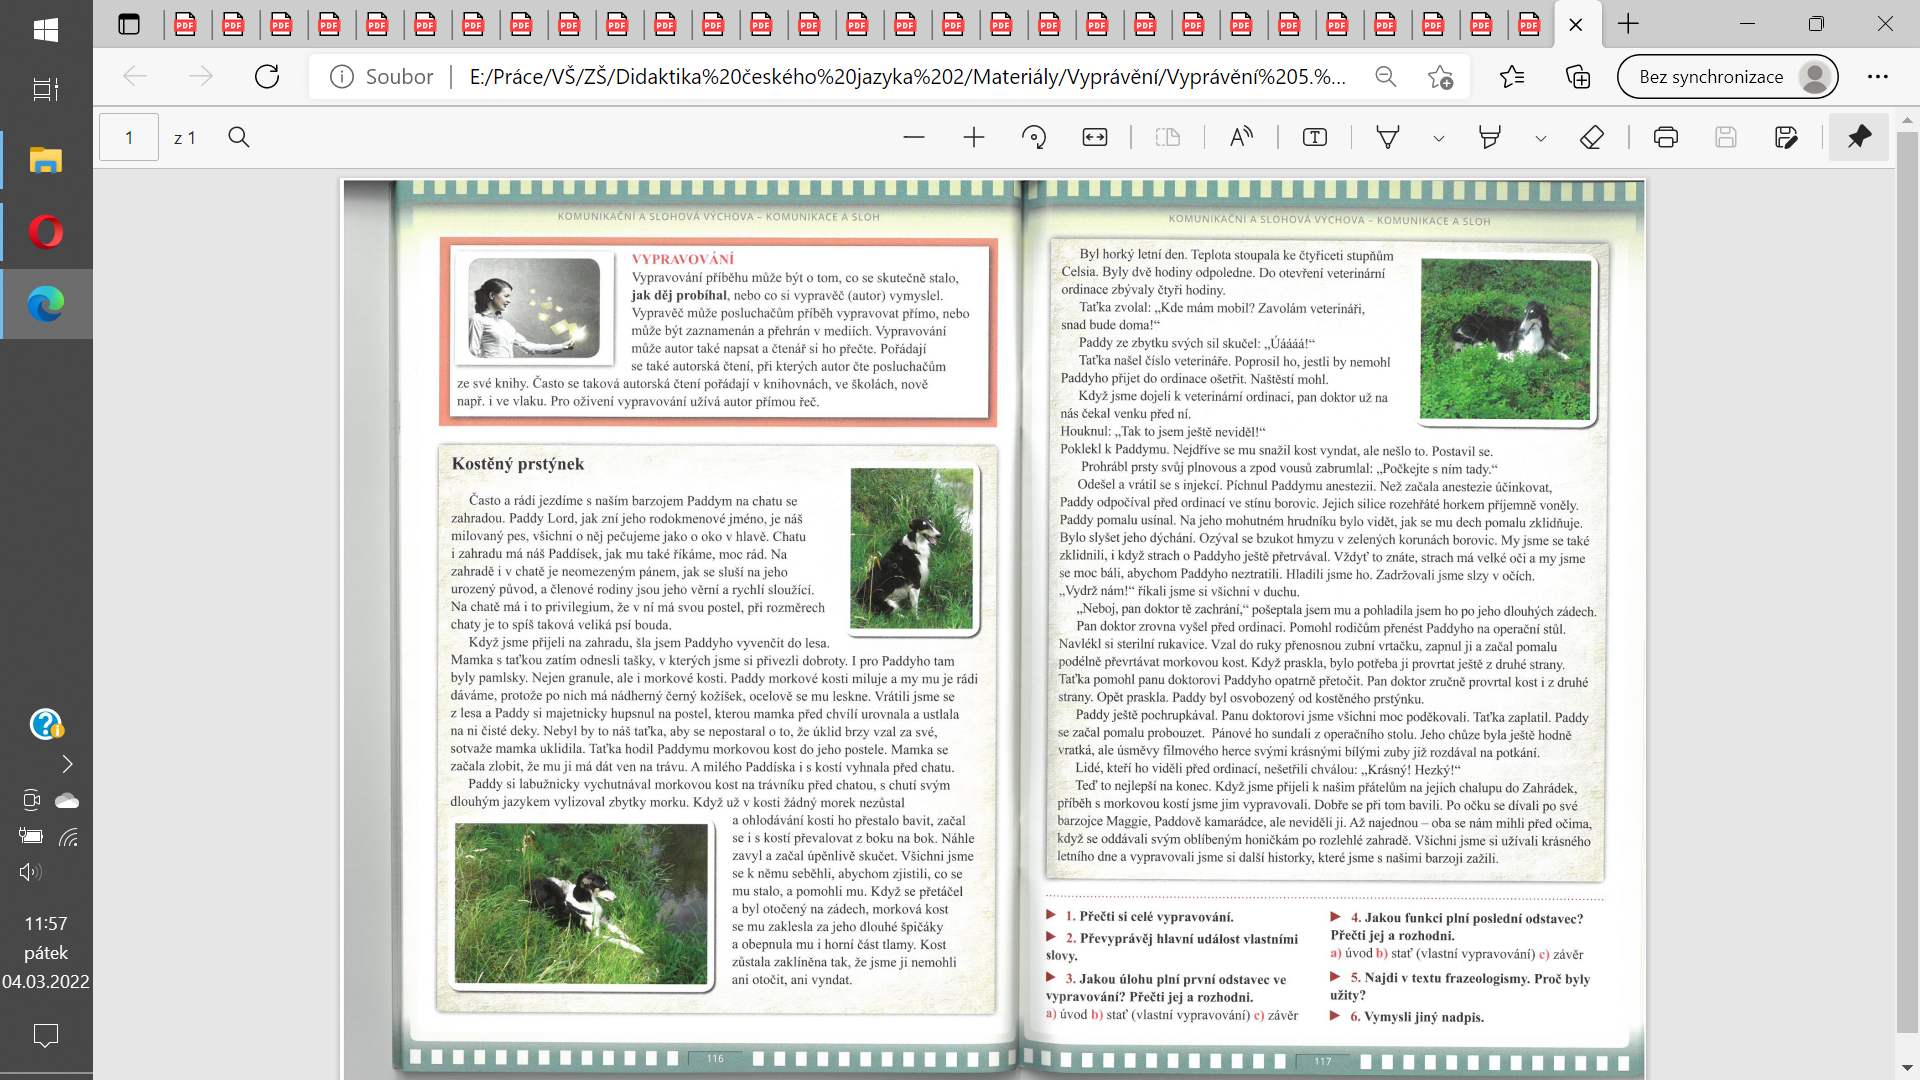 Soubor
E:/Práce/VŠ/ZŠ/Didaktika%20českého%20jazyka%202/Materiály/Vyprávění/Vyprávění%205.%...
Bez synchronizace
1
z 1
KOMUNIKAČNÍ A SLOHOVÁ VÝCHOVA – KOMUNIKACE A SLOH
VYPRAVOVÁNÍ
Vypravování příběhu může být o tom, co se skutečně stalo,
jak děj probíhal, nebo co si vypravěč (autor) vymyslel.
Vypravěč může posluchačům příběh vypravovat přímo, nebo
může být zaznamenán a přehrán v mediích. Vypravování
může autor také napsat a čtenář si ho přečte. Pořádají
se také autorská čtení, při kterých autor čte posluchačům
ze své knihy. Často se taková autorská čtení pořádají v knihovnách, ve školách, nově
např. i ve vlaku. Pro oživení vypravování užívá autor přímou řeč.
Kostěný prstýnek
Často a rádi jezdíme s naším barzojem Paddym na chatu se
zahradou. Paddy Lord, jak zní jeho rodokmenové jméno, je náš
milovaný pes, všichni o něj pečujeme jako o oko v hlavě. Chatu
i zahradu má náš Paddísek, jak mu také říkáme, moc rád. Na
zahradě i v chatě je neomezeným pánem, jak se sluší na jeho
urozený původ, a členové rodiny jsou jeho věrní a rychlí sloužící.
Na chatě má i to privilegium, že v ní má svou postel, při rozměrech
chaty je to spíš taková veliká psí bouda.
Když jsme přijeli na zahradu, šla jsem Paddyho vyvenčit do lesa.
Mamka s taťkou zatím odnesli tašky, v kterých jsme si přivezli dobroty. I pro Paddyho tam
byly pamlsky. Nejen granule, ale i morkové kosti. Paddy morkové kosti miluje a my mu je rádi
dáváme, protože po nich má nádherný černý kožíšek, ocelově se mu leskne. Vrátili jsme se
z lesa a Paddy si majetnicky hupsnul na postel, kterou mamka před chvílí urovnala a ustlala
na ni čisté deky. Nebyl by to náš taťka, aby se nepostaral o to, že úklid brzy vzal za své,
sotvaže mamka uklidila. Taťka hodil Paddymu morkovou kost do jeho postele. Mamka se
začala zlobit, že mu ji má dát ven na trávu. A milého Paddíska i s kostí vyhnala před chatu.
Paddy si labužnicky vychutnával morkovou kost na trávníku před chatou, s chutí svým
dlouhým jazykem vylizoval zbytky morku. Když už v kosti žádný morek nezůstal
a ohlodávání kosti ho přestalo bavit, začal
se i s kostí převalovat z boku na bok. Náhle
zavyl a začal úpěnlivě skučet. Všichni jsme
se k němu seběhli, abychom zjistili, co se
mu stalo, a pomohli mu. Když se přetáčel
a byl otočený na zádech, morková kost
se mu zaklesla za jeho dlouhé špičáky
a obepnula mu i horní část tlamy. Kost
zůstala zaklíněna tak, že jsme ji nemohli
ani otočit, ani vyndat.
116
KOMUNIKAČNÍ A SLOHOVÁ VÝCHOVA – KOMUNIKACE A SLOH
Byl horký letní den. Teplota stoupala ke čtyřiceti stupňům
Celsia. Byly dvě hodiny odpoledne. Do otevření veterinární
ordinace zbývaly čtyři hodiny.
Taťka zvolal: „Kde mám mobil? Zavolám veterináři,
snad bude doma!“
Paddy ze zbytku svých sil skučel: „Úáááá!“
Taťka našel číslo veterináře. Poprosil ho, jestli by nemohl
Paddyho přijet do ordinace ošetřit. Naštěstí mohl.
Když jsme dojeli k veterinární ordinaci, pan doktor už na
nás čekal venku před ní.
Houknul: „Tak to jsem ještě neviděl!“
Poklekl k Paddymu. Nejdříve se mu snažil kost vyndat, ale nešlo to. Postavil se.
Prohrábl prsty svůj plnovous a zpod vousů zabrumlal: „Počkejte s ním tady.“
Odešel a vrátil se s injekcí. Píchnul Paddymu anestezii. Než začala anestezie účinkovat,
Paddy odpočíval před ordinací ve stínu borovic. Jejich silice rozehřáté horkem příjemně voněly.
Paddy pomalu usínal. Na jeho mohutném hrudníku bylo vidět, jak se mu dech pomalu zklidňuje.
Bylo slyšet jeho dýchání. Ozýval se bzukot hmyzu v zelených korunách borovic. My jsme se také
zklidnili, i když strach o Paddyho ještě přetrvával. Vždyť to znáte, strach má velké oči a my jsme
se moc báli, abychom Paddyho neztratili. Hladili jsme ho. Zadržovali jsme slzy v očích.
„Vydrž nám!“ říkali jsme si všichni v duchu.
„Neboj, pan doktor tě zachrání,“ pošeptala jsem mu a pohladila jsem ho po jeho dlouhých zádech.
Pan doktor zrovna vyšel před ordinaci. Pomohl rodičům přenést Paddyho na operační stůl.
Navlékl si sterilní rukavice. Vzal do ruky přenosnou zubní vrtačku, zapnul ji a začal pomalu
podélně převrtávat morkovou kost. Když praskla, bylo potřeba ji provrtat ještě z druhé strany.
Taťka pomohl panu doktorovi Paddyho opatrně přetočit. Pan doktor zručně provrtal kost i z druhé
strany. Opět praskla. Paddy byl osvobozený od kostěného prstýnku.
Paddy ještě pochrupkával. Panu doktorovi jsme všichni moc poděkovali. Taťka zaplatil. Paddy
se začal pomalu probouzet. Pánové ho sundali z operačního stolu. Jeho chůze byla ještě hodně
vratká, ale úsměvy filmového herce svými krásnými bílými zuby již rozdával na potkání.
Lidé, kteří ho viděli před ordinací, nešetřili chválou: „Krásný! Hezký!“
Teď to nejlepší na konec. Když jsme přijeli k našim přátelům na jejich chalupu do Zahrádek,
příběh s morkovou kostí jsme jim vypravovali. Dobře se při tom bavili. Po očku se dívali po své
barzojce Maggie, Paddově kamarádce, ale neviděli ji. Až najednou – oba se nám mihli před očima,
když se oddávali svým oblíbeným honičkám po rozlehlé zahradě. Všichni jsme si užívali krásného
letního dne a vypravovali jsme si další historky, které jsme s našimi barzoji zažili.
1. Přečti si celé vypravování.
2. Převyprávěj hlavní událost vlastními
slovy.
3. Jakou úlohu plní první odstavec ve
vypravování? Přečti jej a rozhodni.
a) úvod b) stať (vlastní vypravování) c) závěr
4. Jakou funkci plní poslední odstavec?
Přečti jej a rozhodni.
a) úvod b) stať (vlastní vypravování) c) závěr
5. Najdi v textu frazeologismy. Proč byly
užity?
6. Vymysli jiný nadpis.
117
11:57
pátek
04.03.2022